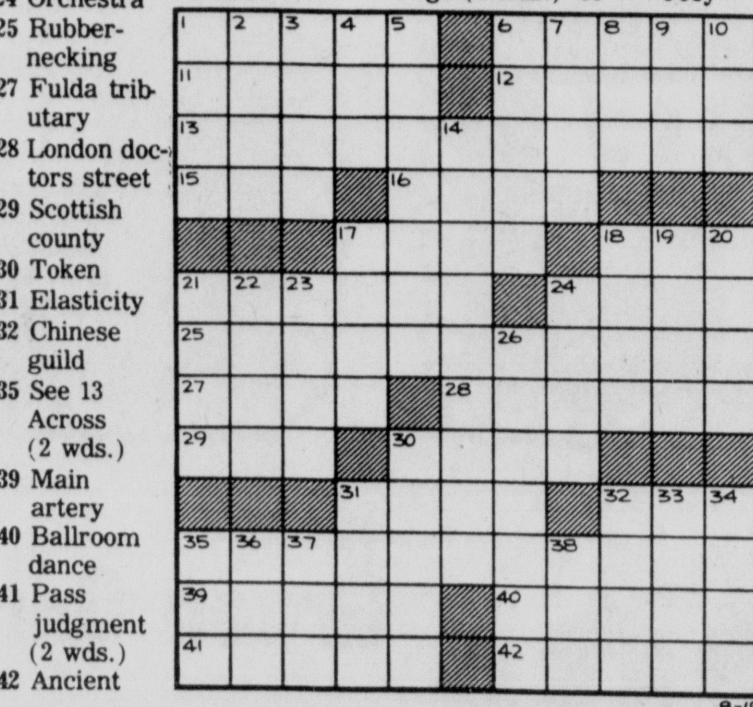 Orchestra
25 Rubber-
necking
27 Fulda trib-
utary
28 London doc-
tors street
29 Scottish
county
30 Token
31 Elasticity
32 Chinese
guild
35 See 13
Across
(2 wds.)
39 Main
artery
40 Ballroom
dance
41 Pass
judgment
(2 wds.)
42 Ancient
1 2 3 4 5 6 7 8 9 10
11 12
13 14
15 16
17 18 19 20
21 22 23 24
25 26
27 28
29 30
31 32 33 34
35 36 37 38
39 40
41 42